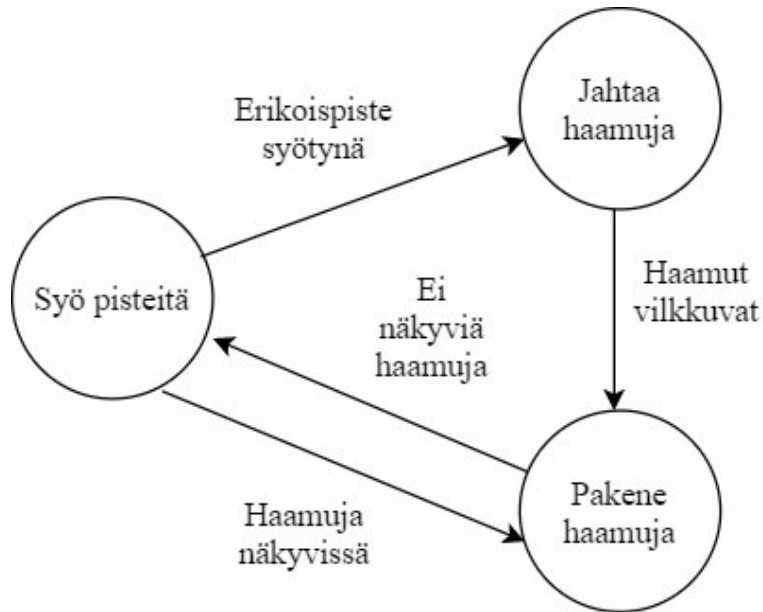 Erikoispiste
syötynä
Jahtaa
haamuja
Syö pisteitä
Ei
näkyviä
haamuja
Haamut
vilkkuvat
Haamuja
näkyvissä
Pakene
haamuja